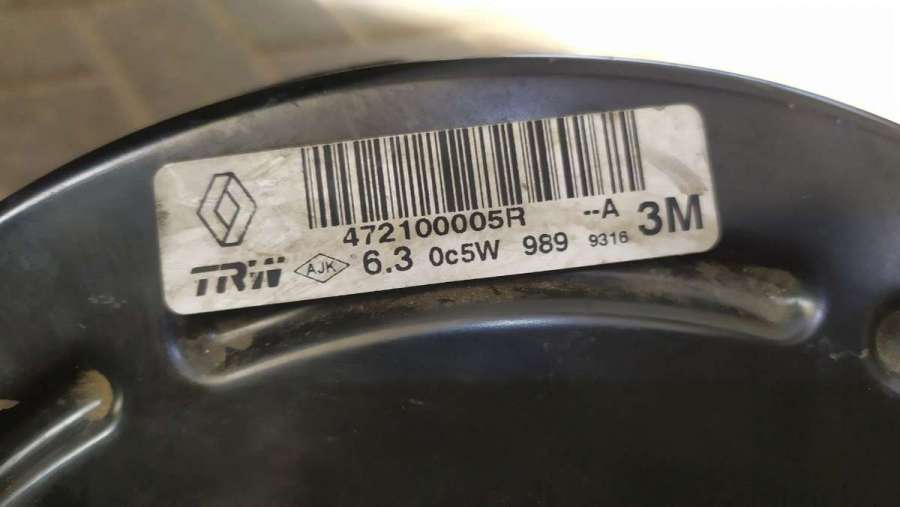 472100005R --A 3M
TRW AJK 6.3 0c5W 989 9316